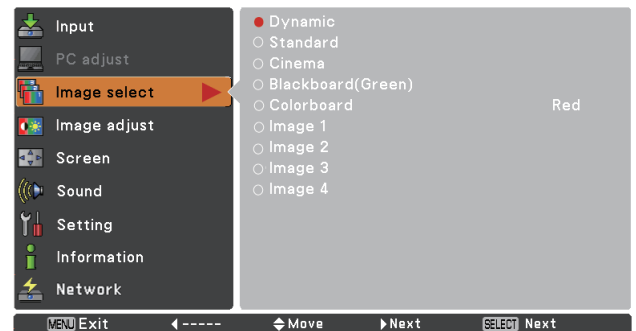 Input
PC adjust
Image select
Image adjust
Screen
Sound
Setting
Information
Network
Dynamic
Standard
Cinema
Blackboard(Green)
Colorboard Red
Image 1
Image 2
Image 3
Image 4
MENU Exit ----- Move Next SELECT Next